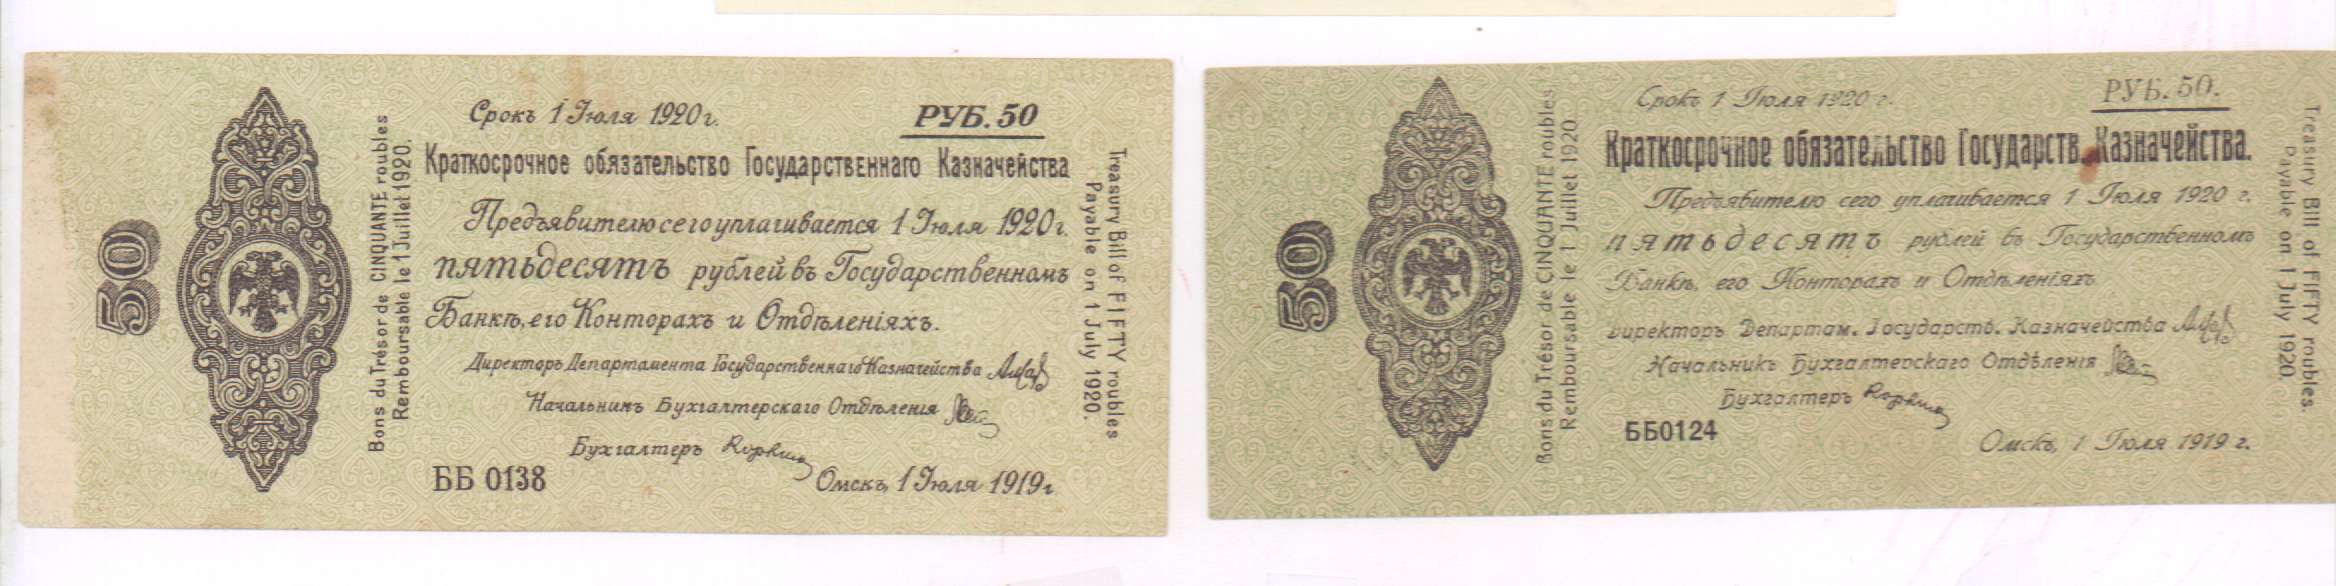 50
Bons du Trésor de CINQUANTE roubles
Remboursable le 1 Juillet 1920.
Срокъ 1 Іюля 1920 г.
РУБ. 50
Краткосрочное обязательство Государственнаго Казначейства
Предъявителю сего уплачивается 1 Іюля 1920 г.
пятьдесятъ рублей въ Государственномъ
Банкѣ, его Конторахъ и Отдѣленіяхъ.
Директоръ Департамента Государственнаго Казначейства
Начальникъ Бухгалтерскаго Отдѣленія
Бухгалтеръ
ББ 0138
Омскъ, 1 Іюля 1919 г.
Treasury Bill of FIFTY roubles
Payable on 1 July 1920.
50
Bons du Trésor de CINQUANTE roubles
Remboursable le 1 Juillet 1920
Срокъ 1 Іюля 1920 г.
РУБ. 50.
Краткосрочное обязательство Государств. Казначейства.
Предъявителю сего уплачивается 1 Іюля 1920 г.
пятьдесятъ рублей въ Государственномъ
Банкѣ, его Конторахъ и Отдѣленіяхъ
Директоръ Департам. Государств. Казначейства
Начальникъ Бухгалтерскаго Отдѣленія
Бухгалтеръ
ББ0124
Омскъ, 1 Іюля 1919 г.
Treasury Bill of FIFTY roubles.
Payable on 1 July 1920.